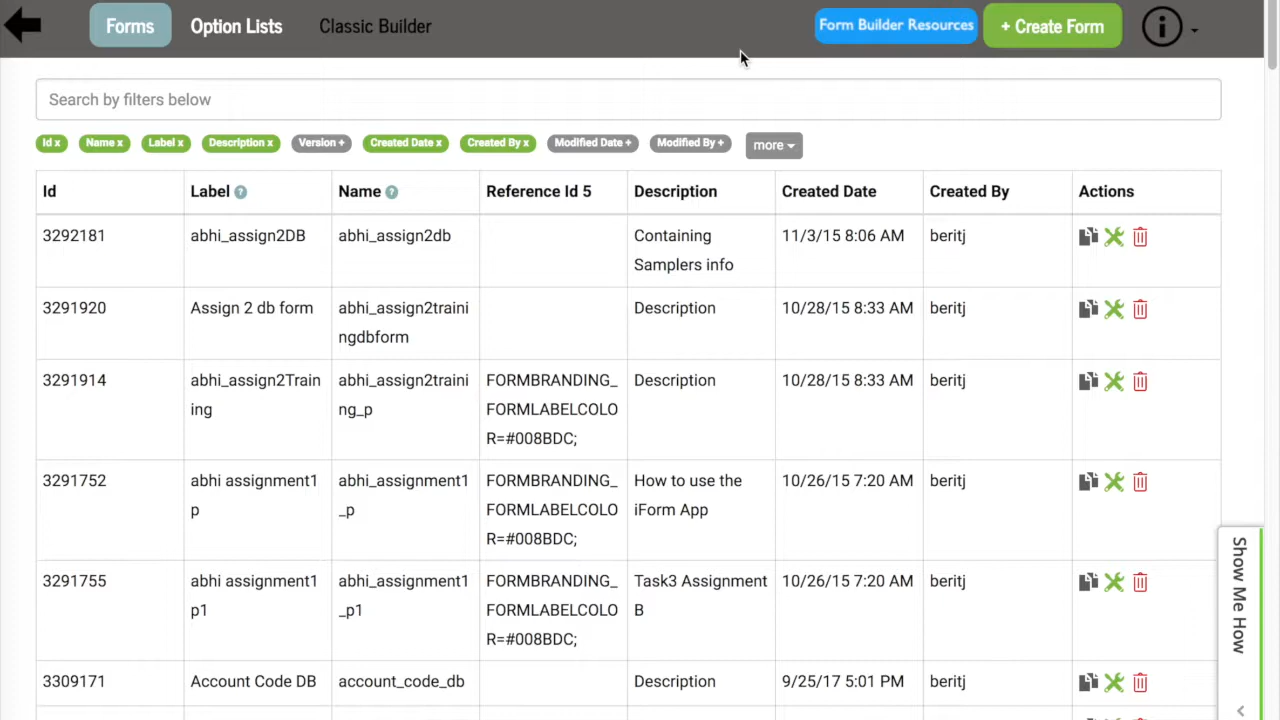 Forms Option Lists Classic Builder Form Builder Resources + Create Form
Search by filters below
Id x Name x Label x Description x Version + Created Date x Created By x Modified Date + Modified By + more
Id Label ? Name ? Reference Id 5 Description Created Date Created By Actions
3292181 abhi_assign2DB abhi_assign2db Containing 11/3/15 8:06 AM beritj
Samplers info
3291920 Assign 2 db form abhi_assign2traini Description 10/28/15 8:33 AM beritj
ngdbform
3291914 abhi_assign2Train abhi_assign2traini FORMBRANDING_ Description 10/28/15 8:33 AM beritj
ing ng_p FORMLABELCOLO
R=#008BDC;
3291752 abhi assignment1 abhi_assignment1 FORMBRANDING_ How to use the 10/26/15 7:20 AM beritj
p _p FORMLABELCOLO iForm App
R=#008BDC;
3291755 abhi assignment1 abhi_assignment1 FORMBRANDING_ Task3 Assignment 10/26/15 7:20 AM beritj
p1 _p1 FORMLABELCOLO B
R=#008BDC;
3309171 Account Code DB account_code_db Description 9/25/17 5:01 PM beritj
Show Me How